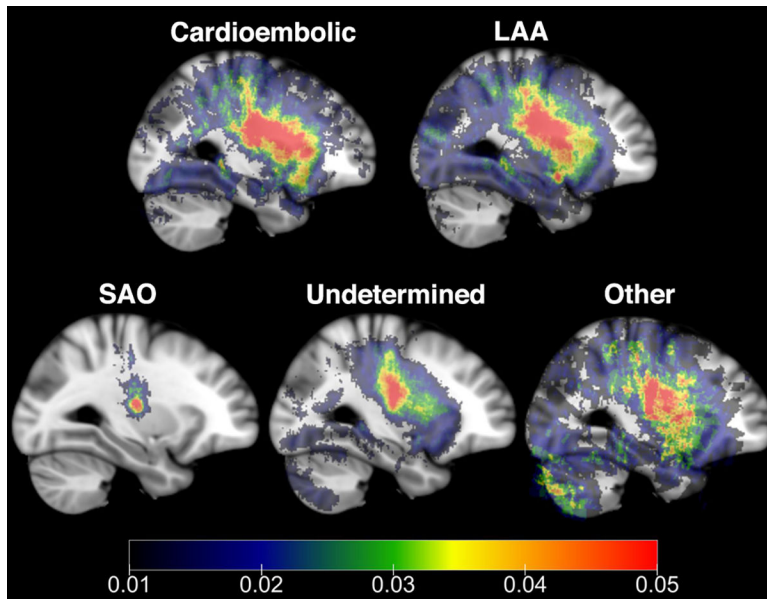 Cardioembolic
LAA
SAO
Undetermined
Other
0.01
0.02
0.03
0.04
0.05